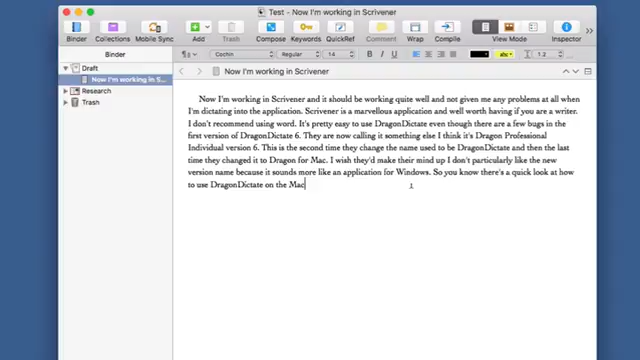 Test - Now I'm working in Scrivener
Binder Collections Mobile Sync Add Trash Compose Keywords QuickRef Comment Wrap Compile View Mode Inspector
Binder
Cochin Regular 14 B I U abc 1.2
Draft
Now I'm working in S...
Research
Trash
Now I'm working in Scrivener
Now I'm working in Scrivener and it should be working quite well and not given me any problems at all when
I'm dictating into the application. Scrivener is a marvellous application and well worth having if you are a writer.
I don't recommend using word. It's pretty easy to use DragonDictate even though there are a few bugs in the
first version of DragonDictate 6. They are now calling it something else I think it's Dragon Professional
Individual version 6. This is the second time they change the name used to be DragonDictate and then the last
time they changed it to Dragon for Mac. I wish they'd make their mind up I don't particularly like the new
version name because it sounds more like an application for Windows. So you know there's a quick look at how
to use DragonDictate on the Mac